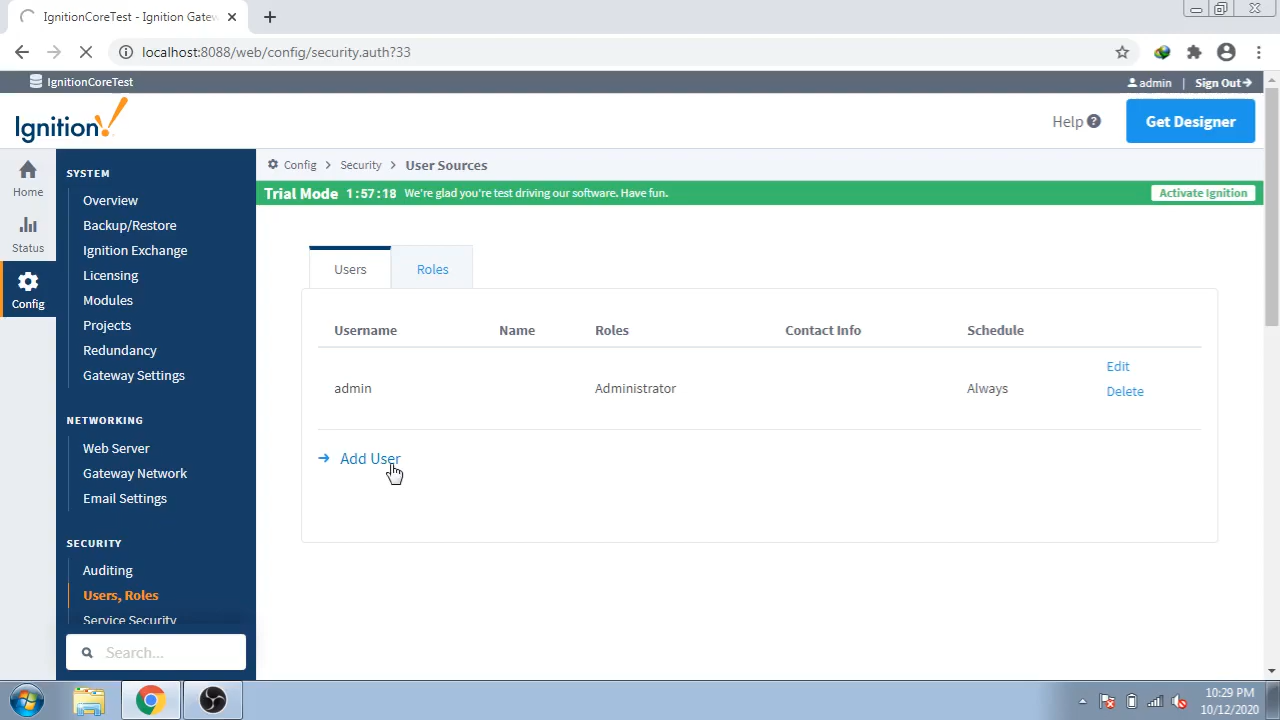 IgnitionCoreTest - Ignition Gatew
localhost:8088/web/config/security.auth?33
IgnitionCoreTest
admin | Sign Out
Ignition!
Help
Get Designer
Home
Status
Config
SYSTEM
Overview
Backup/Restore
Ignition Exchange
Licensing
Modules
Projects
Redundancy
Gateway Settings
NETWORKING
Web Server
Gateway Network
Email Settings
SECURITY
Auditing
Users, Roles
Service Security
Search...
Config > Security > User Sources
Trial Mode 1:57:18 We're glad you're test driving our software. Have fun.
Activate Ignition
Users Roles
Username Name Roles Contact Info Schedule
admin Administrator Always
Edit
Delete
Add User
10:29 PM
10/12/2020